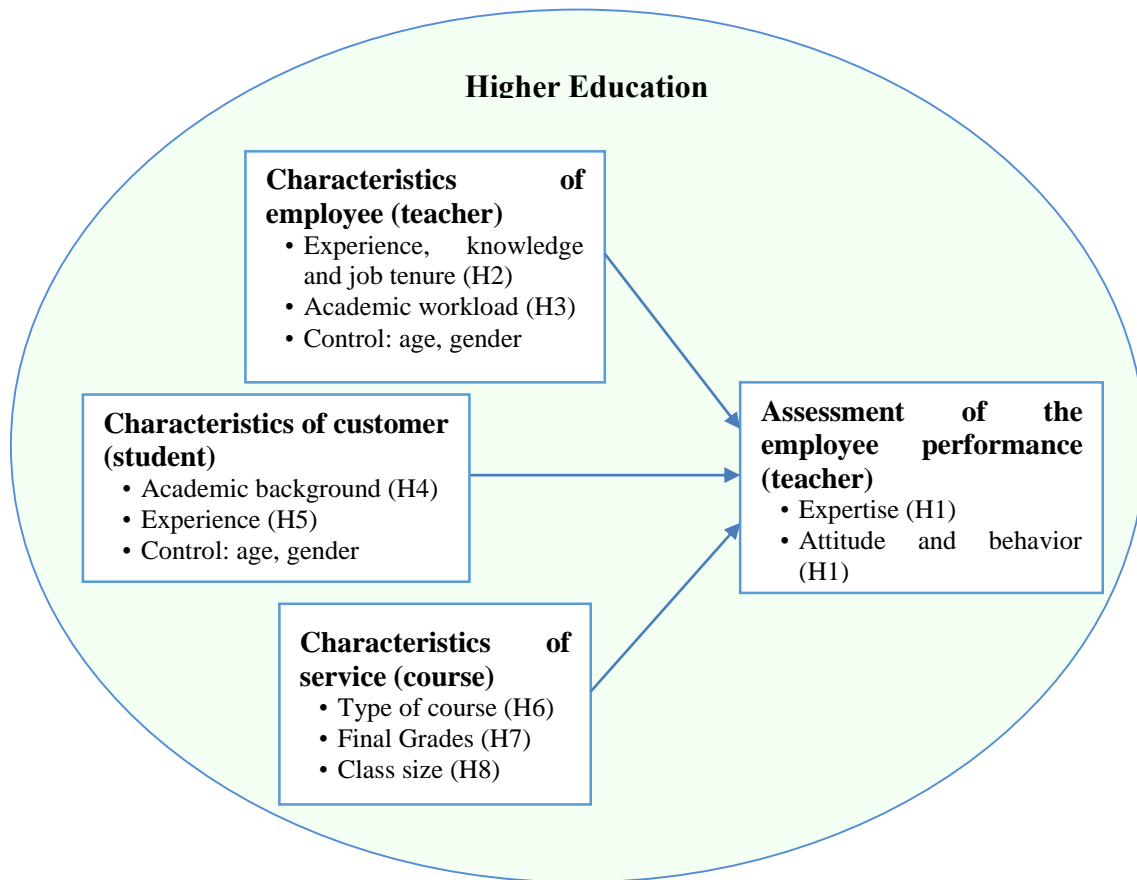 Higher Education
Characteristics of
employee (teacher)
• Experience, knowledge
and job tenure (H2)
• Academic workload (H3)
• Control: age, gender
Characteristics of customer
(student)
• Academic background (H4)
• Experience (H5)
• Control: age, gender
Characteristics of
service (course)
• Type of course (H6)
• Final Grades (H7)
• Class size (H8)
Assessment of the
employee performance
(teacher)
• Expertise (H1)
• Attitude and behavior
(H1)